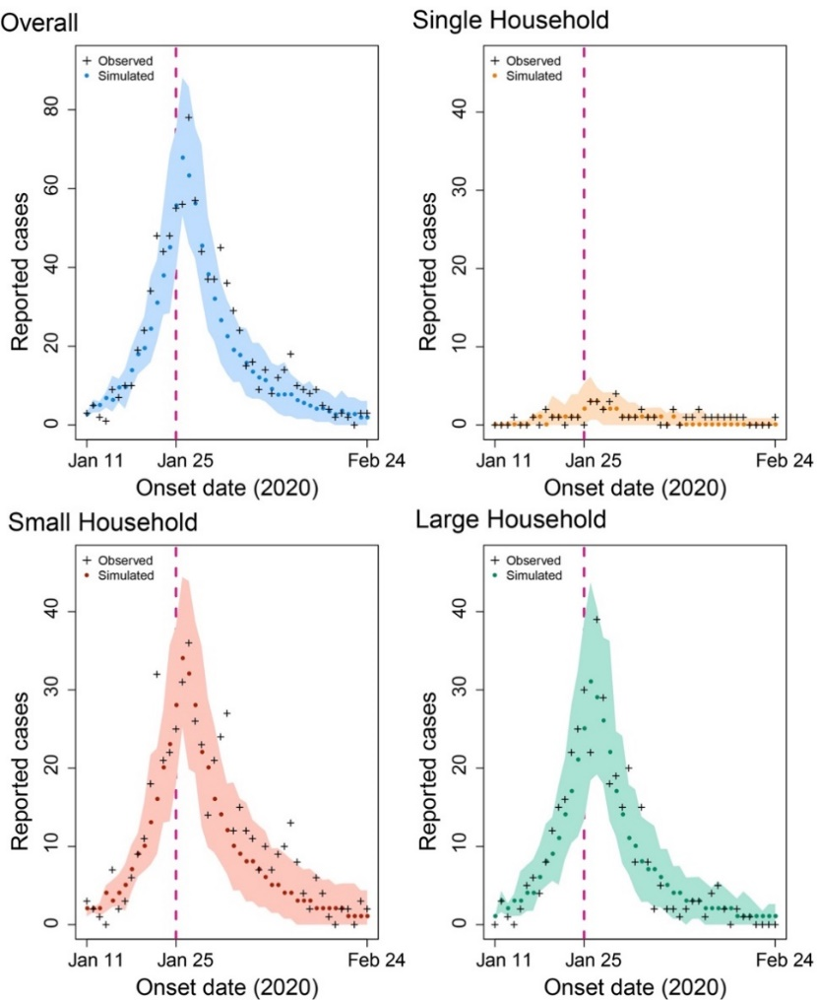 Overall
Observed
Simulated
Reported cases
0
20
40
60
80
Jan 11
Jan 25
Feb 24
Onset date (2020)
Single Household
Observed
Simulated
Reported cases
0
10
20
30
40
Jan 11
Jan 25
Feb 24
Onset date (2020)
Small Household
Observed
Simulated
Reported cases
0
10
20
30
40
Jan 11
Jan 25
Feb 24
Onset date (2020)
Large Household
Observed
Simulated
Reported cases
0
10
20
30
40
Jan 11
Jan 25
Feb 24
Onset date (2020)